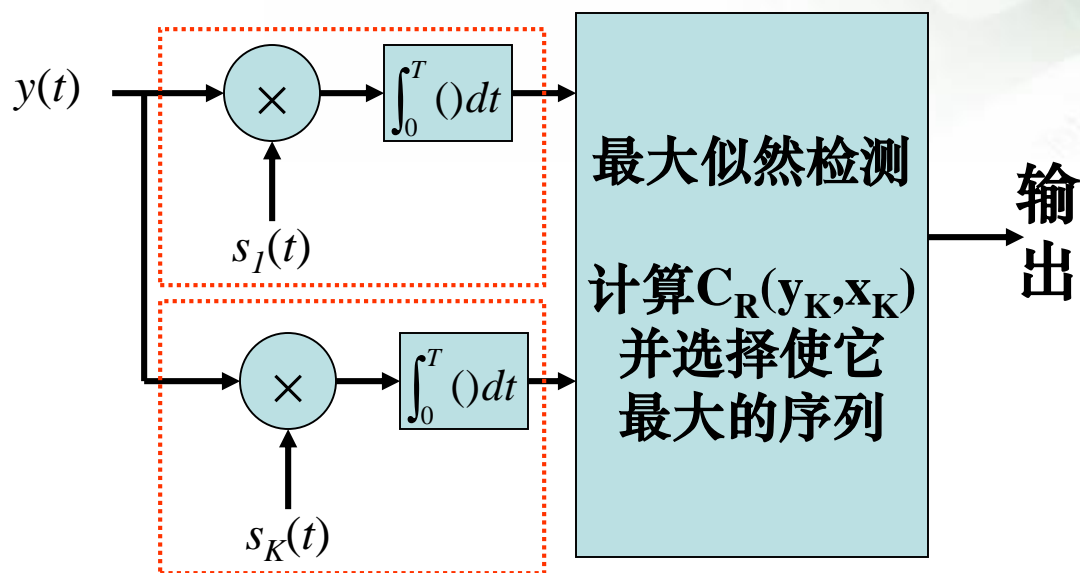 y(t)
×
∫₀ᵀ ()dt
s₁(t)
×
∫₀ᵀ ()dt
s_K(t)
最大似然检测
计算C_R(y_K,x_K)
并选择使它
最大的序列
输
出